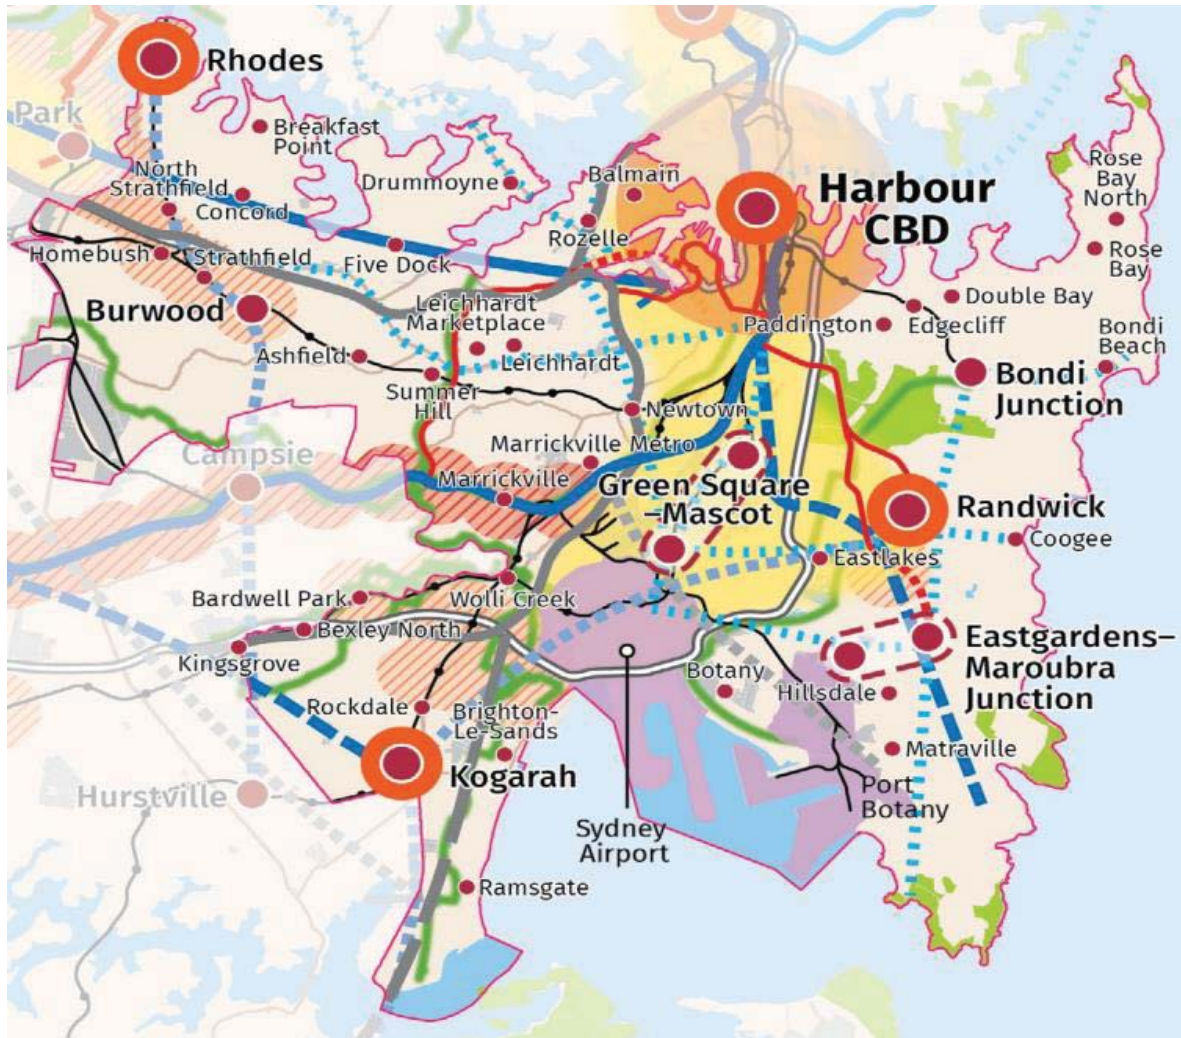 Rhodes
Park
Breakfast
Point
North
Strathfield
Concord
Drummoyne
Balmain
Harbour
CBD
Rose
Bay
North
Rozelle
Homebush
Strathfield
Five Dock
Rose
Bay
Burwood
Leichhardt
Marketplace
Double Bay
Paddington
Edgecliff
Bondi
Beach
Ashfield
Leichhardt
Summer
Hill
Bondi
Junction
Newtown
Marrickville Metro
Campsie
Marrickville
Green Square
–Mascot
Randwick
Coogee
Eastlakes
Bardwell Park
Wolli Creek
Bexley North
Kingsgrove
Eastgardens–
Maroubra
Junction
Botany
Hillsdale
Rockdale
Brighton-
Le-Sands
Matraville
Kogarah
Port
Botany
Hurstville
Sydney
Airport
Ramsgate